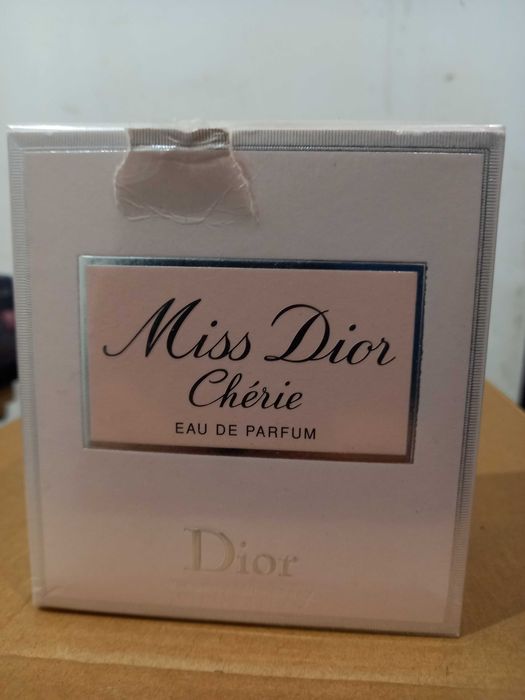 Miss Dior
Chérie
EAU DE PARFUM
Dior